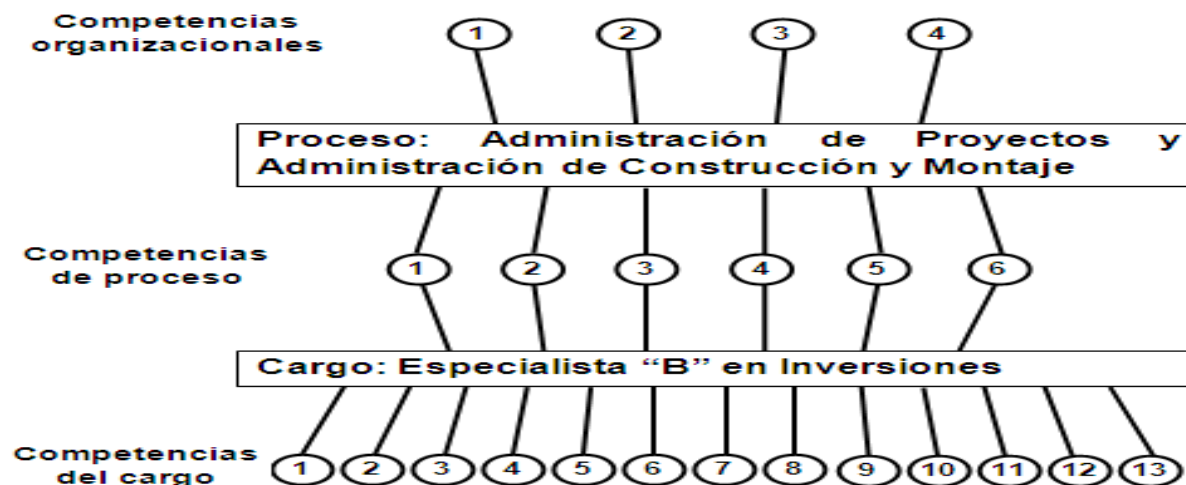 Competencias
organizacionales
1 2 3 4
Proceso: Administración de Proyectos y
Administración de Construcción y Montaje
Competencias
de proceso
1 2 3 4 5 6
Cargo: Especialista “B” en Inversiones
Competencias
del cargo
1 2 3 4 5 6 7 8 9 10 11 12 13